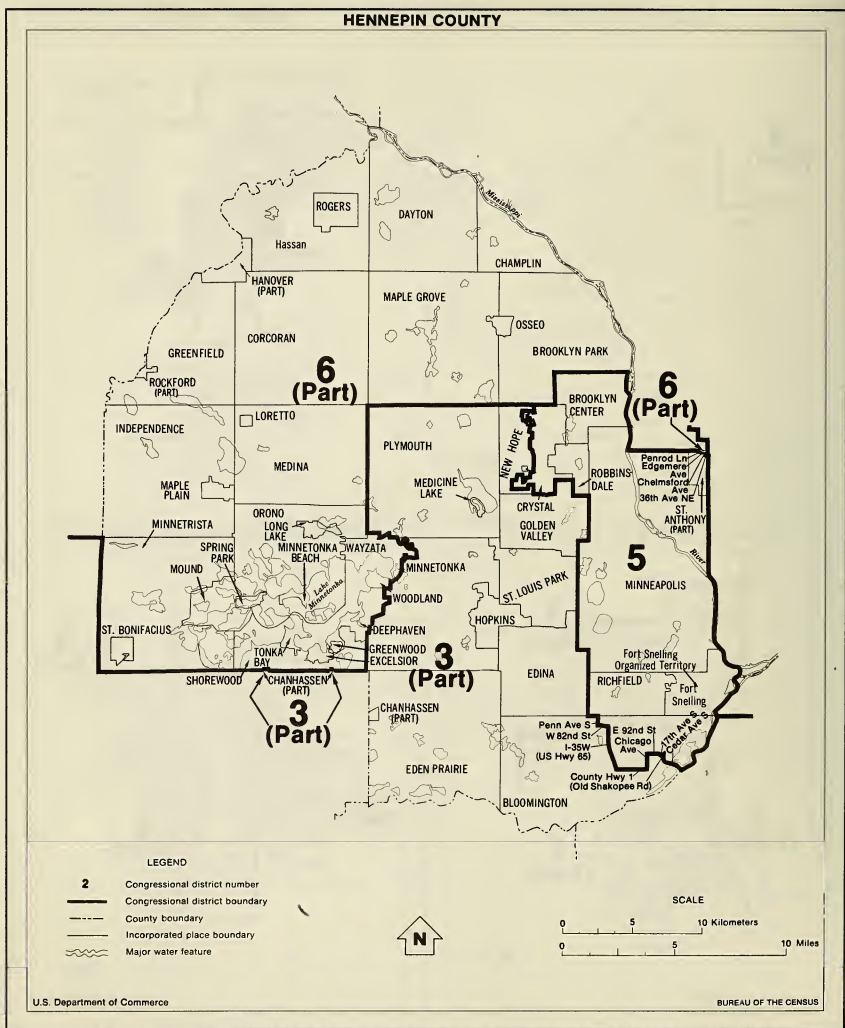 HENNEPIN COUNTY
Mississippi
ROGERS
DAYTON
Hassan
CHAMPLIN
HANOVER
(PART)
MAPLE GROVE
OSSEO
CORCORAN
GREENFIELD
BROOKLYN PARK
6
(Part)
ROCKFORD
(PART)
6
(Part)
BROOKLYN
CENTER
LORETTO
INDEPENDENCE
PLYMOUTH
NEW HOPE
MEDINA
Penrod Ln
Edgemere
Ave
Chelmsford
Ave
36th Ave NE
ROBBINS-
DALE
MEDICINE
LAKE
MAPLE
PLAIN
CRYSTAL
ST.
ANTHONY
(PART)
ORONO
LONG
LAKE
GOLDEN
VALLEY
MINNETRISTA
SPRING
PARK
MINNETONKA
BEACH
WAYZATA
River
5
MOUND
MINNETONKA
MINNEAPOLIS
Lake
Minnetonka
ST. LOUIS PARK
WOODLAND
HOPKINS
ST. BONIFACIUS
DEEPHAVEN
TONKA
BAY
GREENWOOD
EXCELSIOR
3
(Part)
Fort Snelling
Organized Territory
EDINA
RICHFIELD
SHOREWOOD
CHANHASSEN
(PART)
Fort
Snelling
3
(Part)
CHANHASSEN
(PART)
Penn Ave S
W 82nd St
I-35W
(US Hwy 65)
E 92nd St
Chicago
Ave
17th Ave S
Cedar Ave S
EDEN PRAIRIE
County Hwy 1
(Old Shakopee Rd)
BLOOMINGTON
LEGEND
2 Congressional district number
Congressional district boundary
County boundary
Incorporated place boundary
Major water feature
N
SCALE
0 5 10 Kilometers
0 5 10 Miles
U.S. Department of Commerce
BUREAU OF THE CENSUS